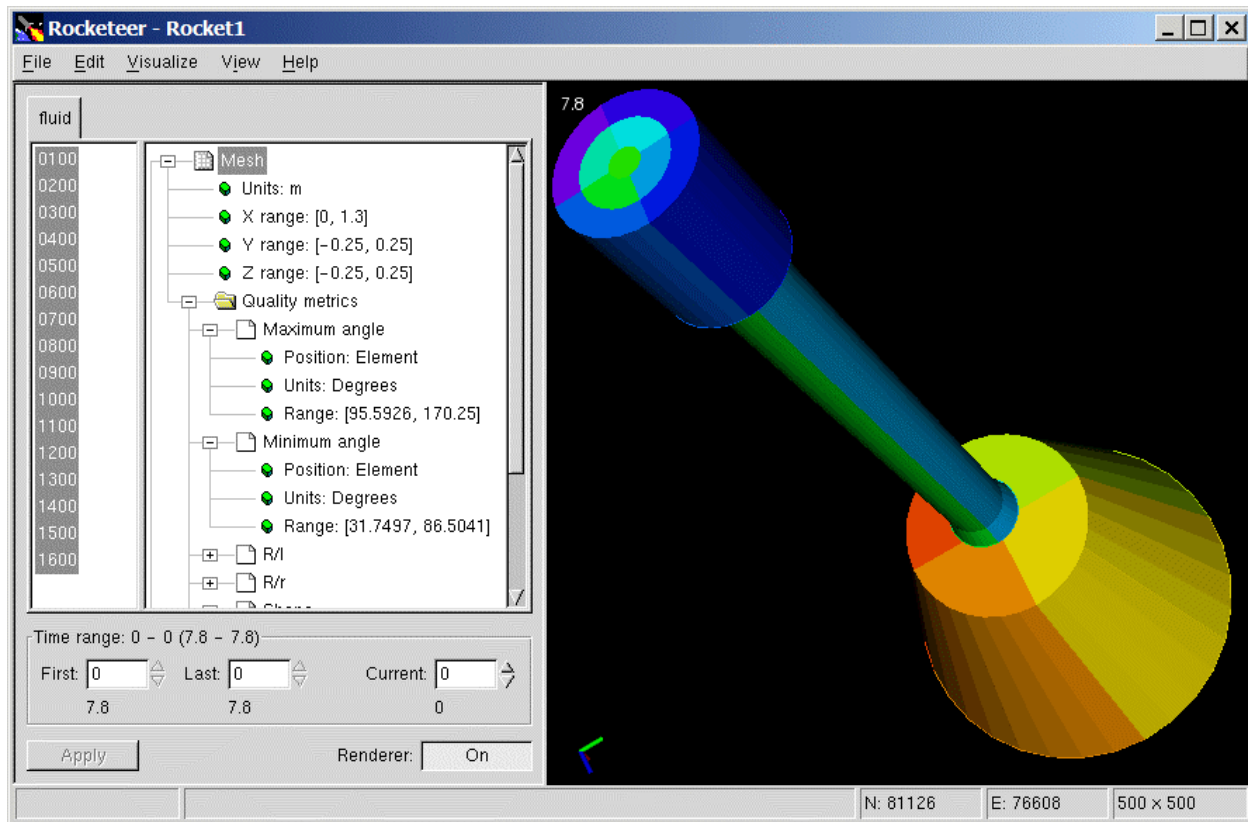 Rocketeer - Rocket1
File Edit Visualize View Help
fluid
0100
0200
0300
0400
0500
0600
0700
0800
0900
1000
1100
1200
1300
1400
1500
1600
Mesh
Units: m
X range: [0, 1.3]
Y range: [-0.25, 0.25]
Z range: [-0.25, 0.25]
Quality metrics
Maximum angle
Position: Element
Units: Degrees
Range: [95.5926, 170.25]
Minimum angle
Position: Element
Units: Degrees
Range: [31.7497, 86.5041]
R/l
R/r
7.8
Time range: 0 - 0 (7.8 - 7.8)
First: 0 Last: 0 Current: 0
7.8 7.8 0
Apply Renderer: On
N: 81126 E: 76608 500 × 500